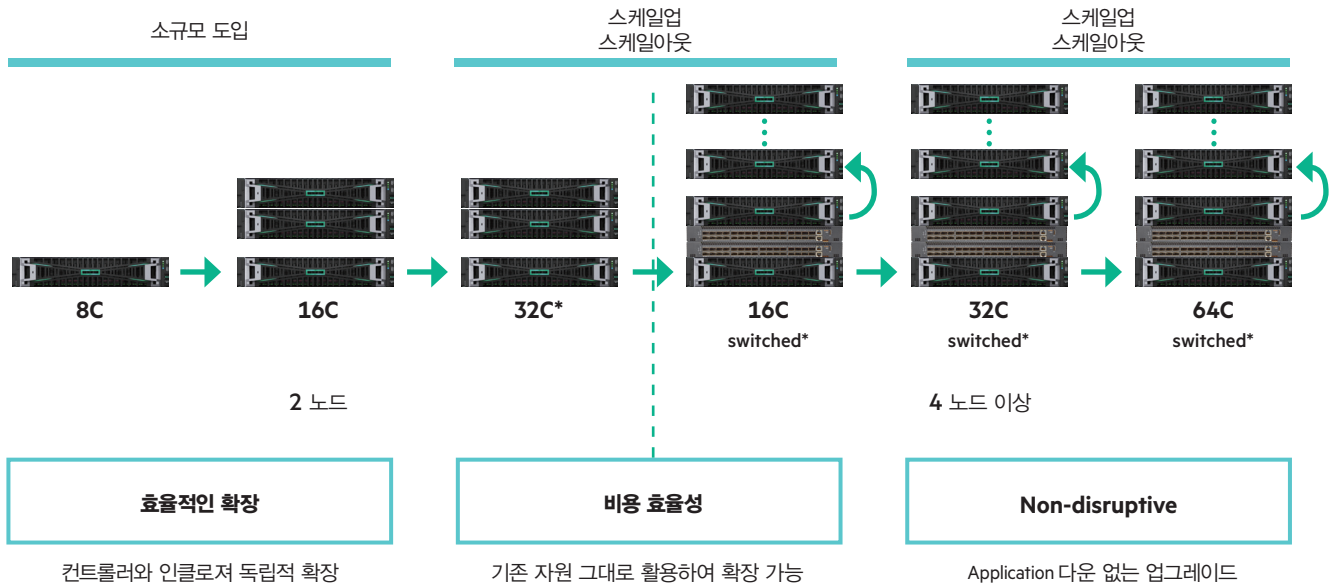 소규모 도입
스케일업
스케일아웃
스케일업
스케일아웃
8C
16C
32C*
16C
switched*
32C
switched*
64C
switched*
2 노드
4 노드 이상
효율적인 확장
비용 효율성
Non-disruptive
컨트롤러와 인클로져 독립적 확장
기존 자원 그대로 활용하여 확장 가능
Application 다운 없는 업그레이드